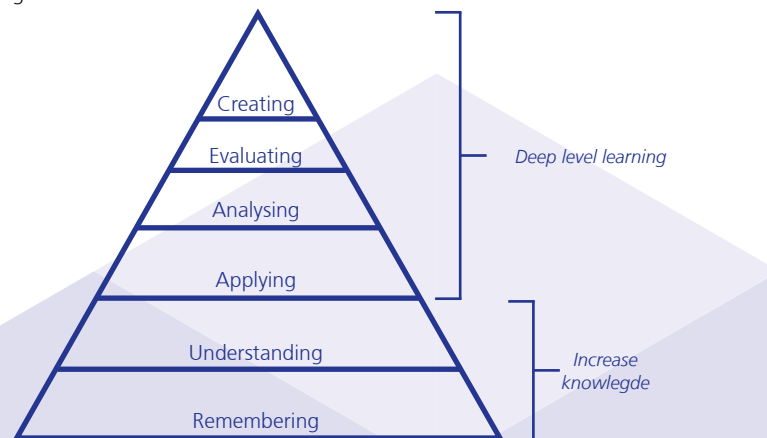 Creating
Evaluating
Deep level learning
Analysing
Applying
Understanding
Increase
knowlegde
Remembering